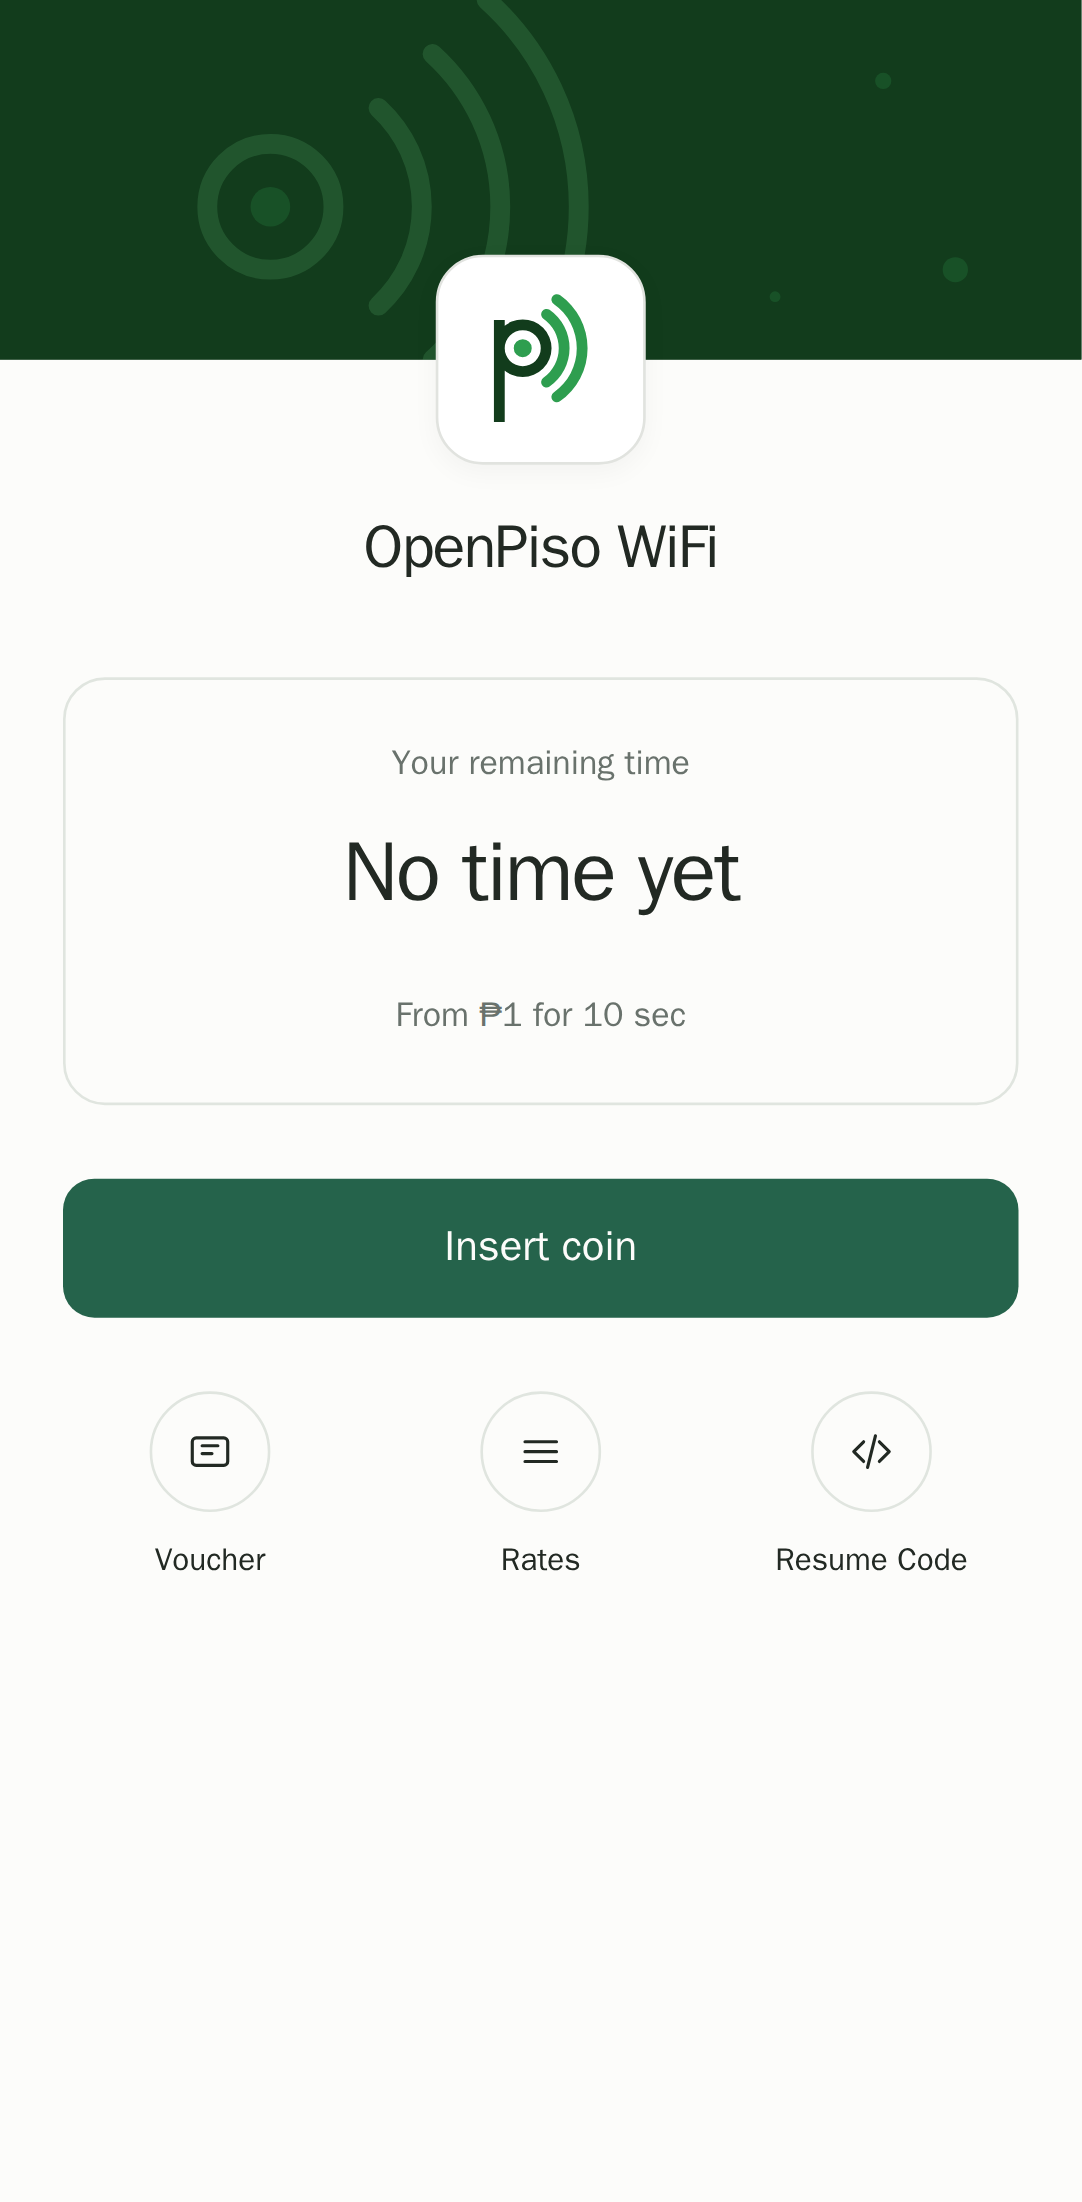 OpenPiso WiFi
Your remaining time
No time yet
From ₱1 for 10 sec
Insert coin
Voucher
Rates
Resume Code